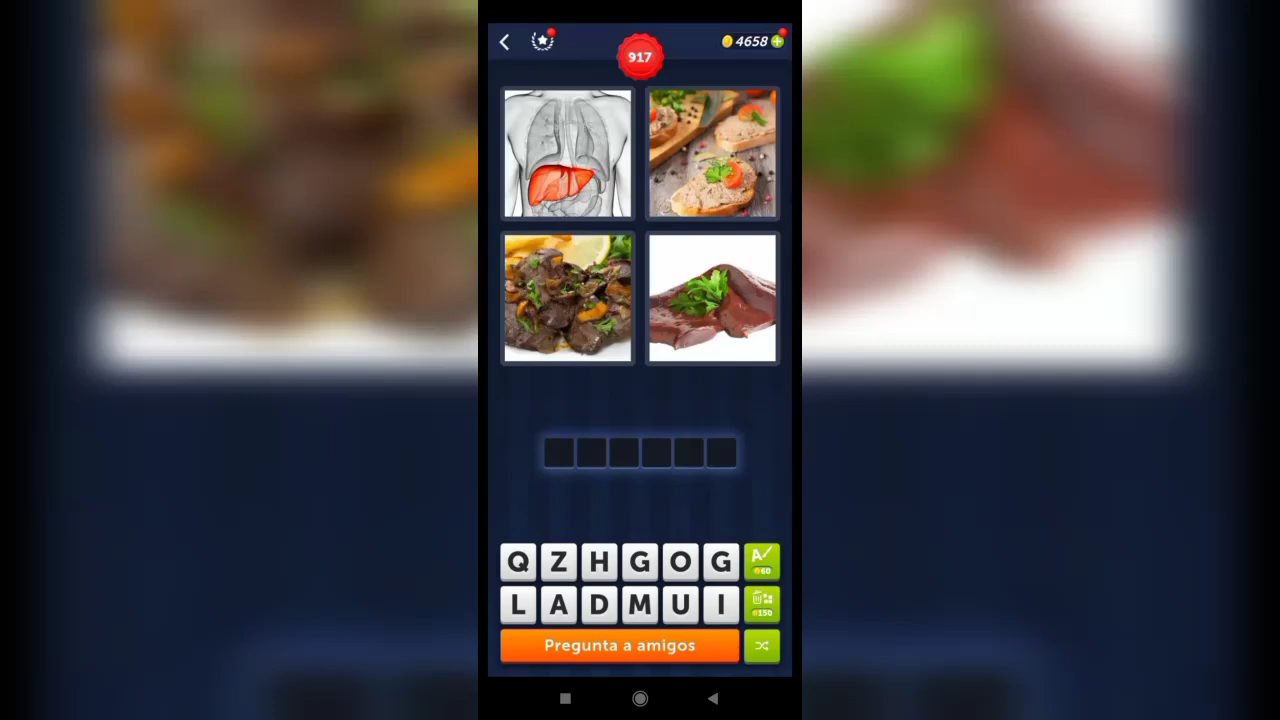 917
4658
Q Z H G O G
60
L A D M U I
150
Pregunta a amigos